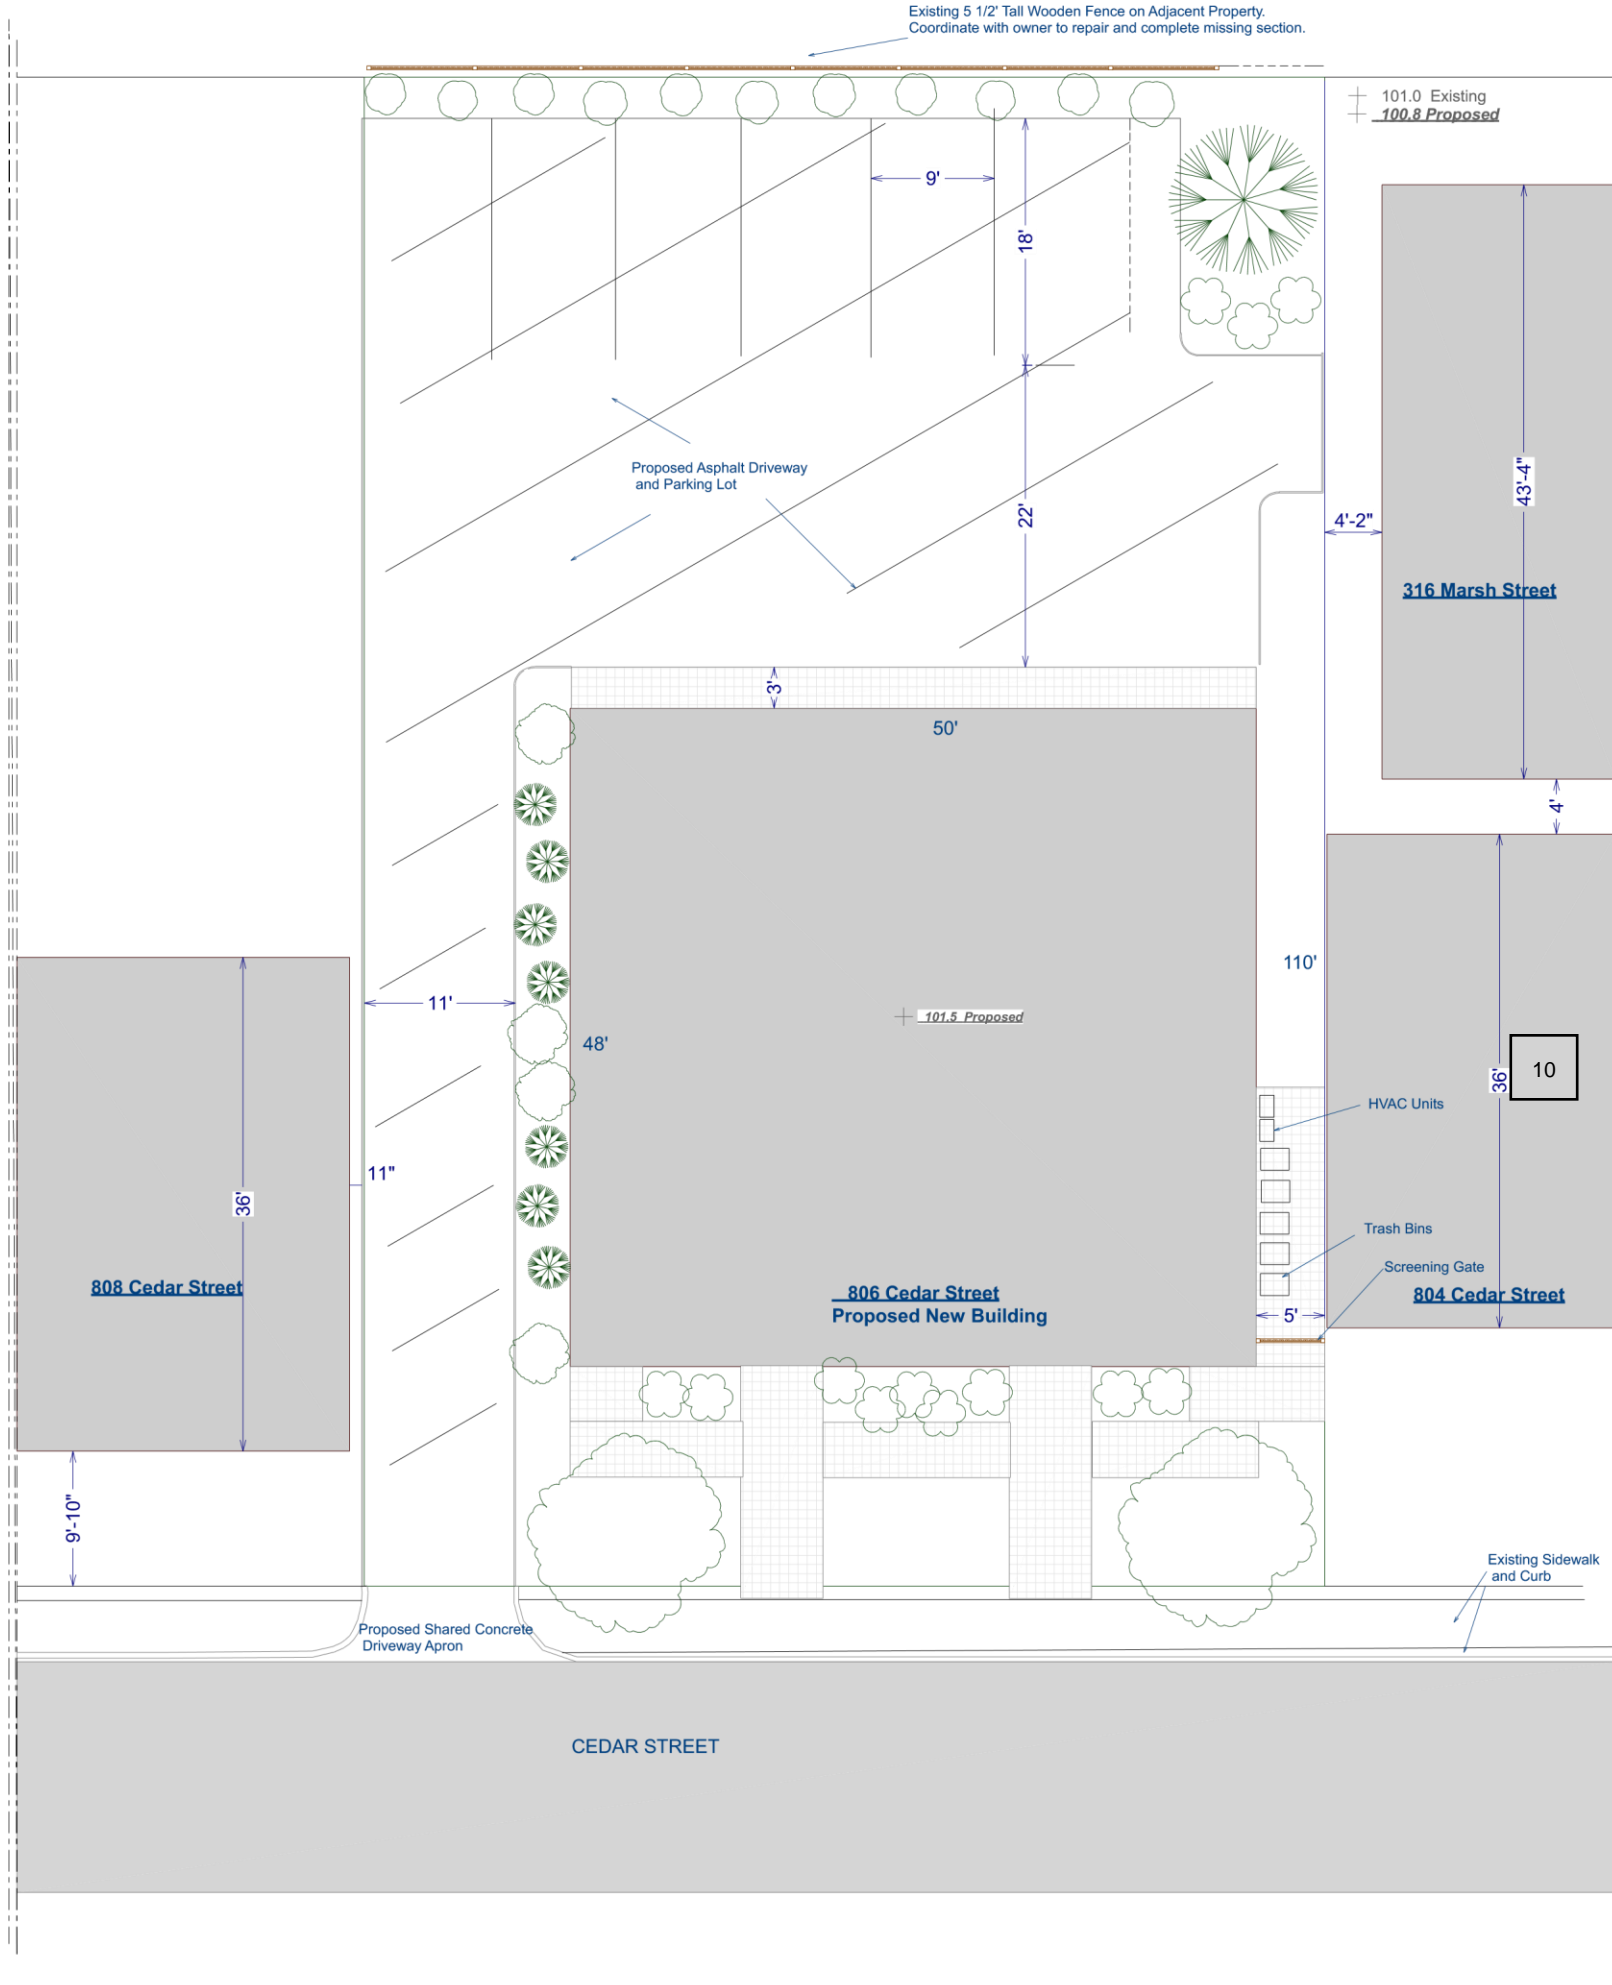 Existing 5 1/2' Tall Wooden Fence on Adjacent Property.
Coordinate with owner to repair and complete missing section.
101.0 Existing
100.8 Proposed
9'
18'
Proposed Asphalt Driveway
and Parking Lot
22'
43'-4"
4'-2"
316 Marsh Street
3'
50'
4'
110'
11'
101.5 Proposed
48'
10
36'
HVAC Units
11"
36'
Trash Bins
Screening Gate
808 Cedar Street
806 Cedar Street
Proposed New Building
804 Cedar Street
5'
9'-10"
Existing Sidewalk
and Curb
Proposed Shared Concrete
Driveway Apron
CEDAR STREET